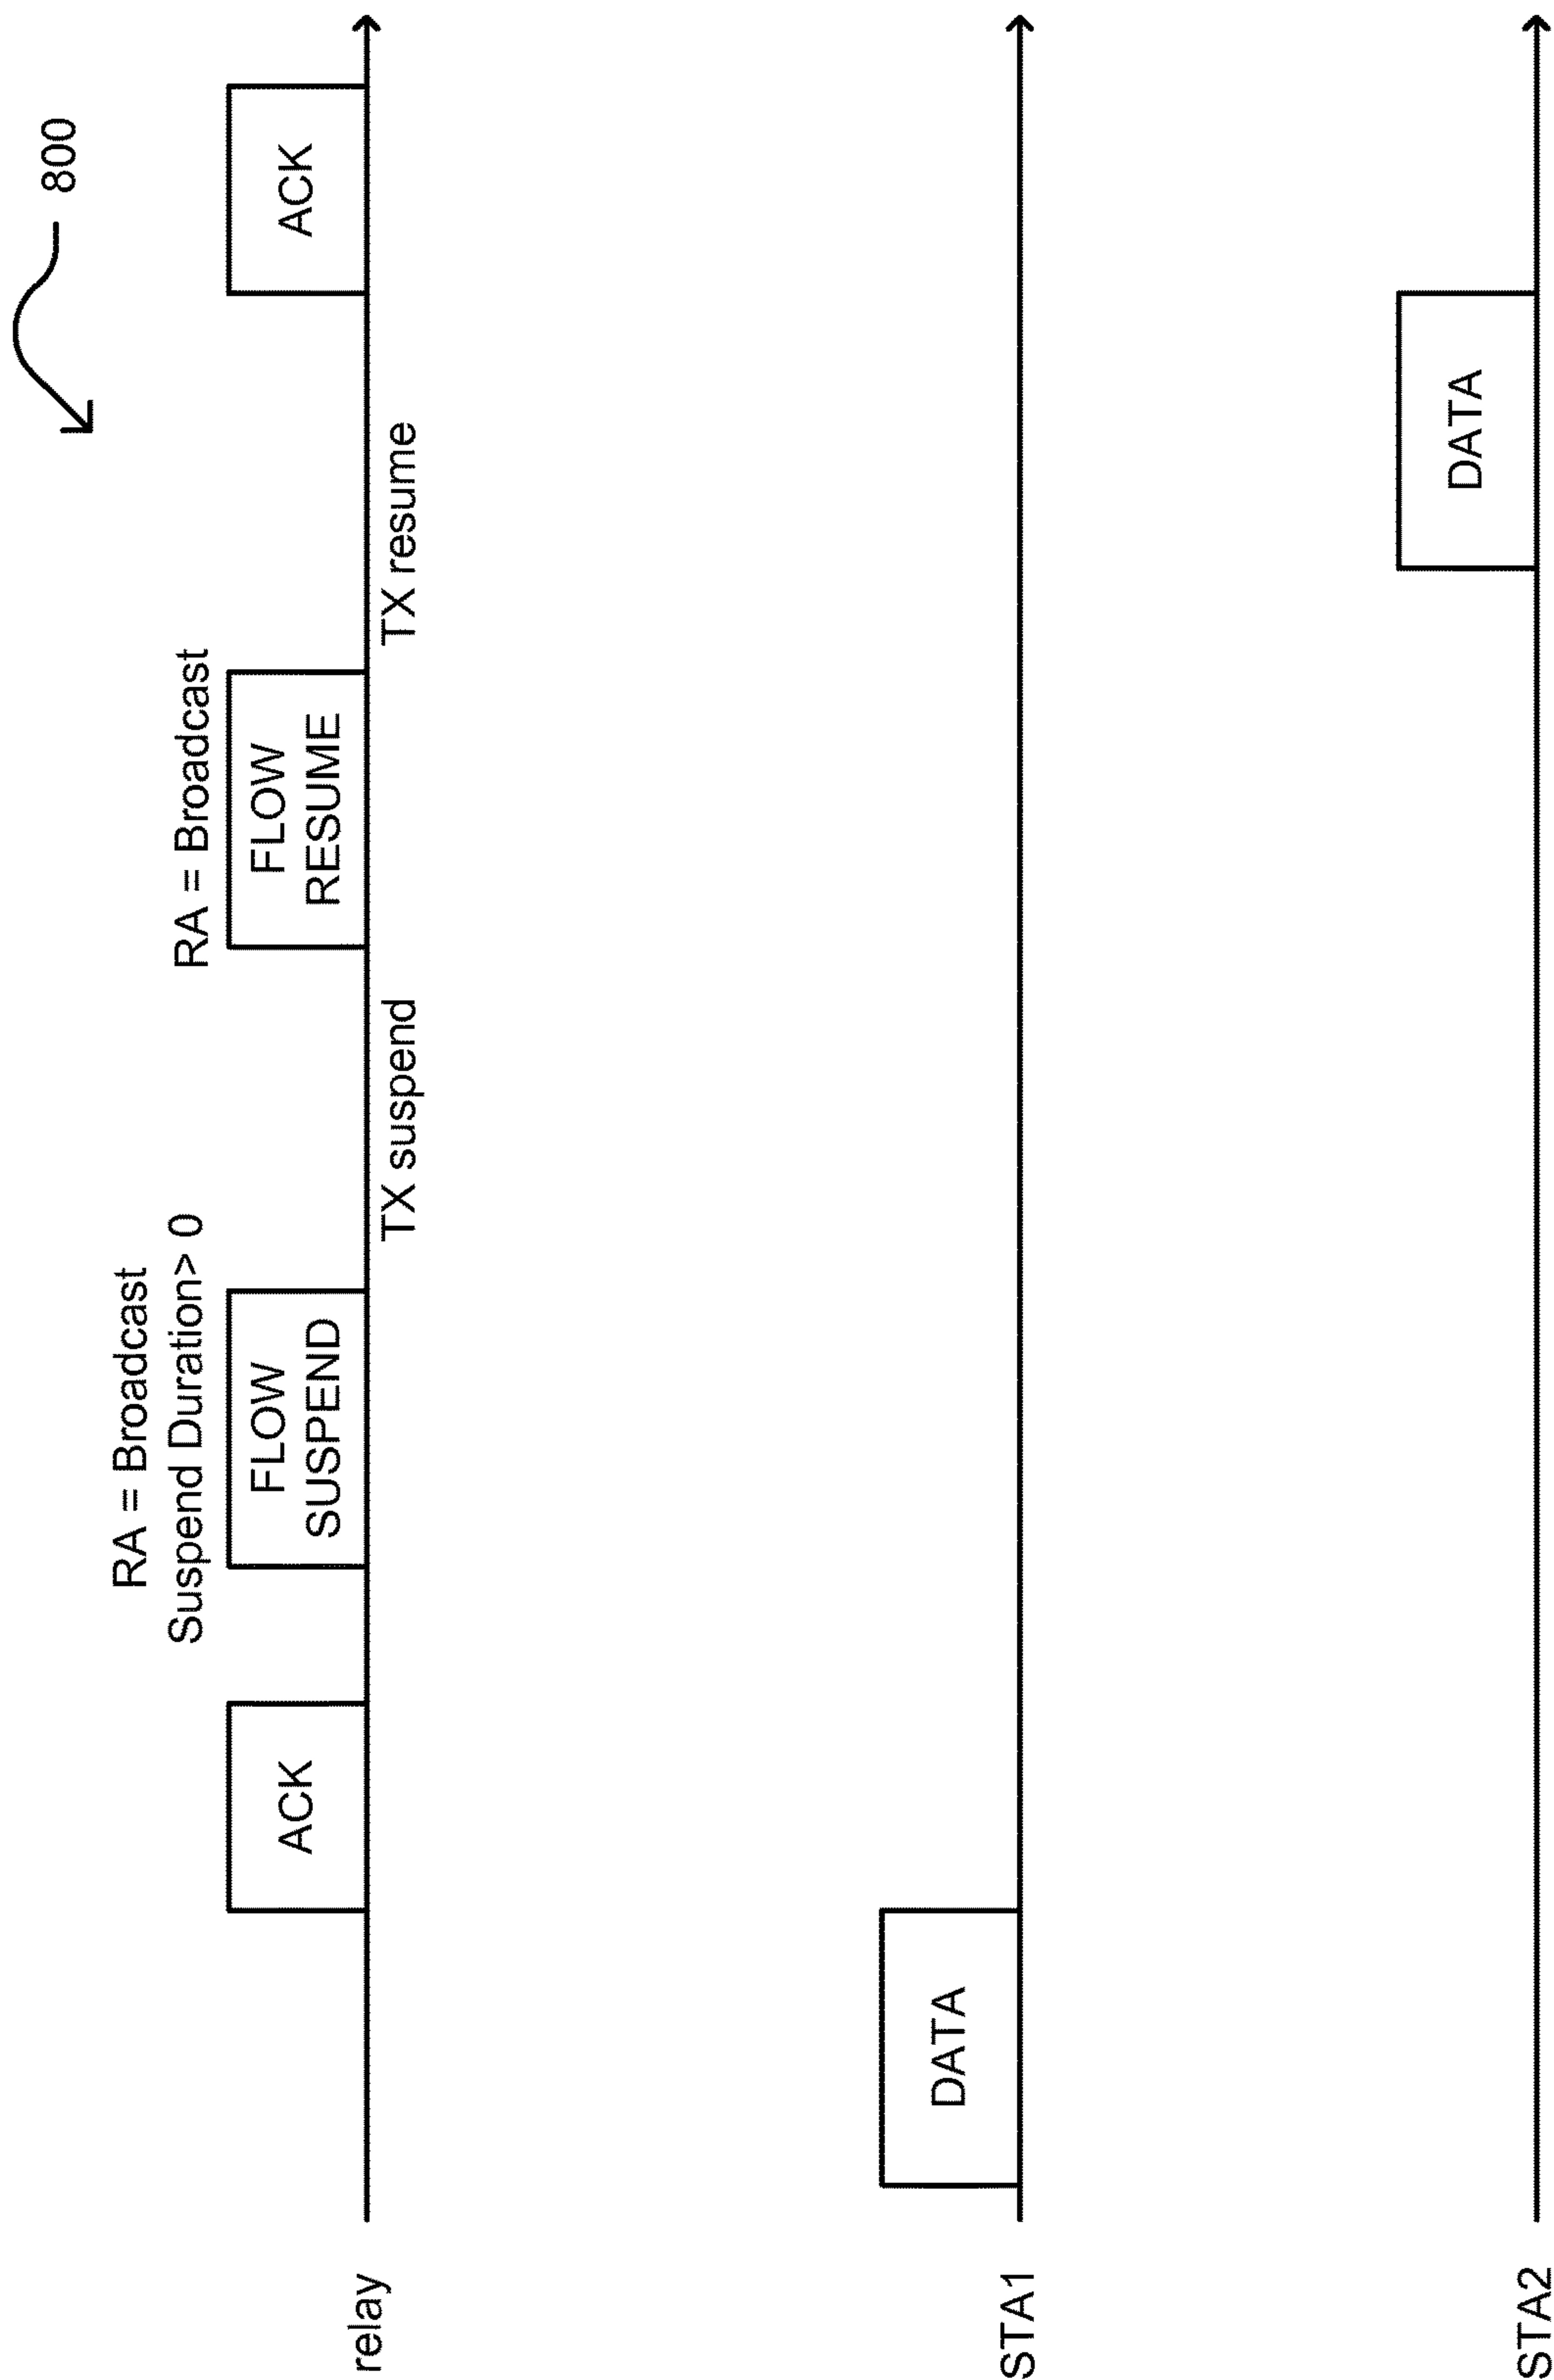 800
RA = Broadcast
Suspend Duration> 0
RA = Broadcast
ACK
FLOW
SUSPEND
FLOW
RESUME
ACK
relay
TX suspend
TX resume
DATA
STA1
DATA
STA2